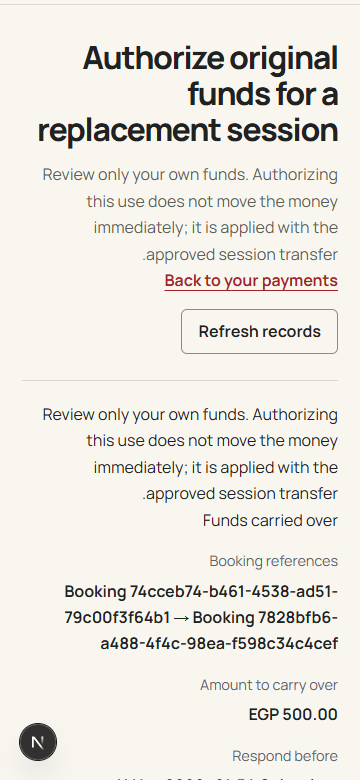 Authorize original
funds for a
replacement session
Review only your own funds. Authorizing
this use does not move the money
immediately; it is applied with the
.approved session transfer
Back to your payments
Refresh records
Review only your own funds. Authorizing
this use does not move the money
immediately; it is applied with the
.approved session transfer
Funds carried over
Booking references
Booking 74cceb74-b461-4538-ad51-
79c00f3f64b1 → Booking 7828bfb6-
a488-4f4c-98ea-f598c34c4cef
Amount to carry over
EGP 500.00
N
Respond before